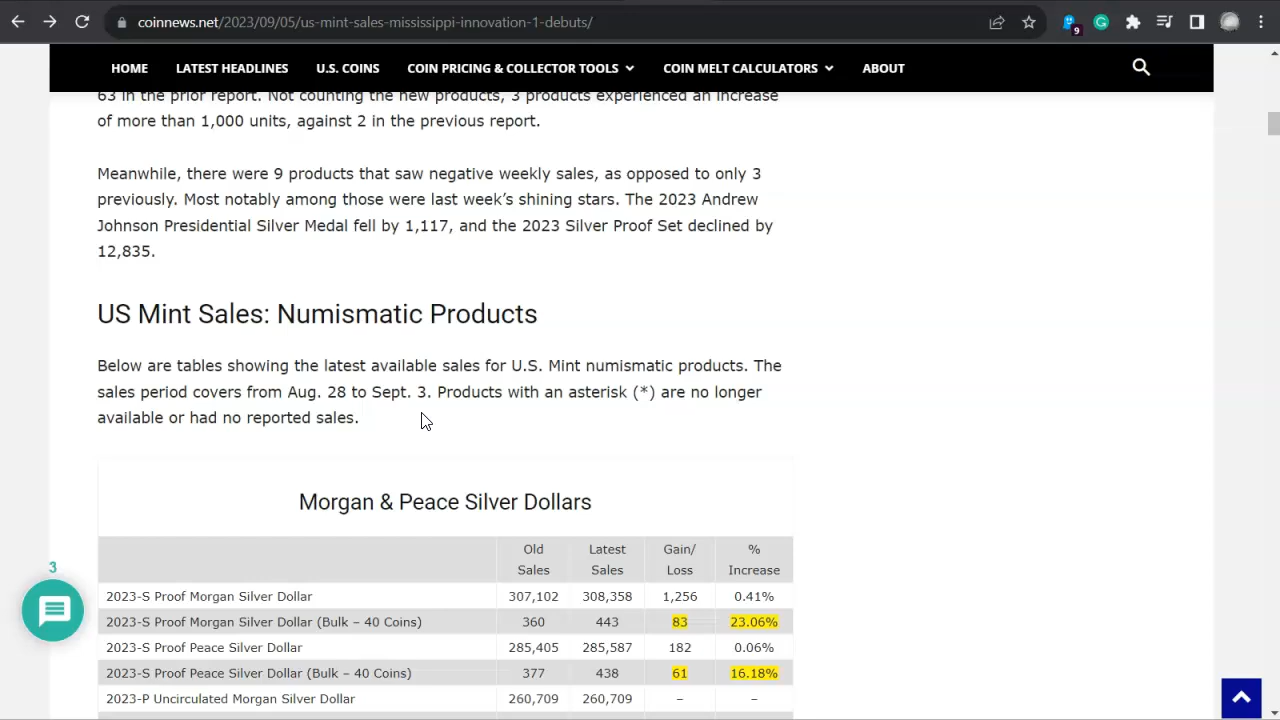 coinnews.net/2023/09/05/us-mint-sales-mississippi-innovation-1-debuts/
9
HOME LATEST HEADLINES U.S. COINS COIN PRICING & COLLECTOR TOOLS COIN MELT CALCULATORS ABOUT
63 in the prior report. Not counting the new products, 3 products experienced an increase
of more than 1,000 units, against 2 in the previous report.
Meanwhile, there were 9 products that saw negative weekly sales, as opposed to only 3
previously. Most notably among those were last week’s shining stars. The 2023 Andrew
Johnson Presidential Silver Medal fell by 1,117, and the 2023 Silver Proof Set declined by
12,835.
US Mint Sales: Numismatic Products
Below are tables showing the latest available sales for U.S. Mint numismatic products. The
sales period covers from Aug. 28 to Sept. 3. Products with an asterisk (*) are no longer
available or had no reported sales.
Morgan & Peace Silver Dollars
Old Latest Gain/ %
Sales Sales Loss Increase
2023-S Proof Morgan Silver Dollar 307,102 308,358 1,256 0.41%
2023-S Proof Morgan Silver Dollar (Bulk – 40 Coins) 360 443 83 23.06%
2023-S Proof Peace Silver Dollar 285,405 285,587 182 0.06%
2023-S Proof Peace Silver Dollar (Bulk – 40 Coins) 377 438 61 16.18%
2023-P Uncirculated Morgan Silver Dollar 260,709 260,709 – –
3